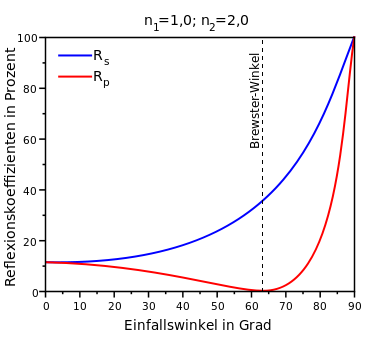 n₁=1,0; n₂=2,0
Reflexionskoeffizienten in Prozent
100
80
60
40
20
0
Rₛ
Rₚ
Brewster-Winkel
0 10 20 30 40 50 60 70 80 90
Einfallswinkel in Grad